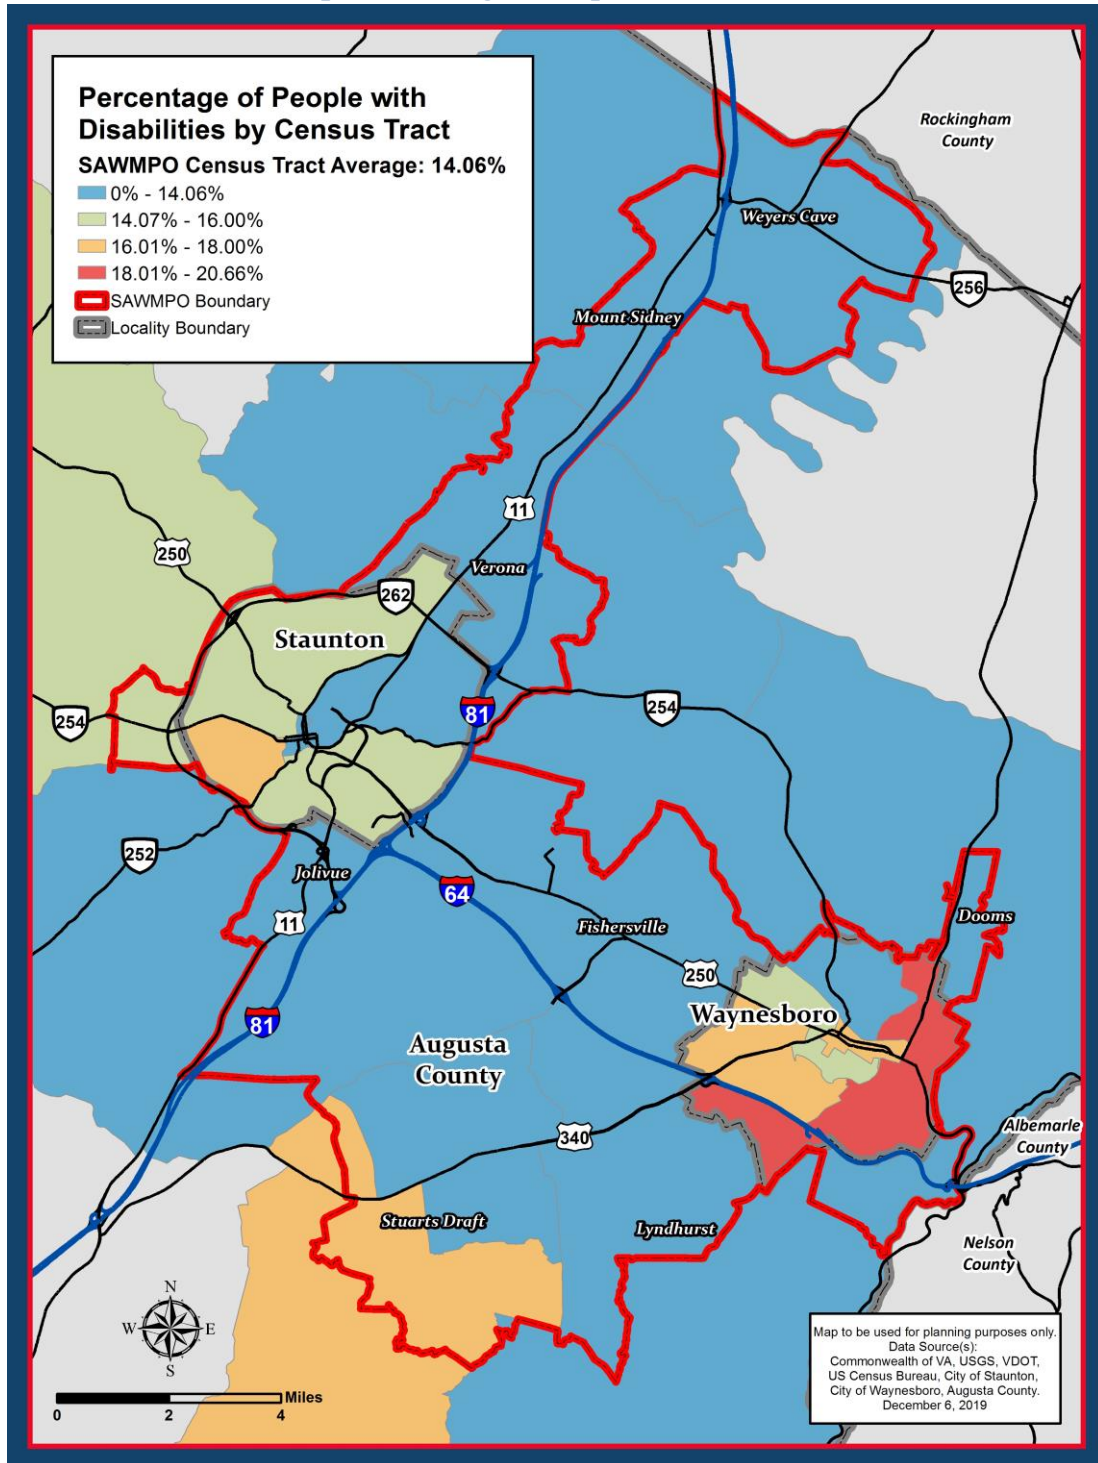 Percentage of People with
Disabilities by Census Tract
SAWMPO Census Tract Average: 14.06%
0% - 14.06%
14.07% - 16.00%
16.01% - 18.00%
18.01% - 20.66%
SAWMPO Boundary
Locality Boundary
Rockingham
County
Weyers Cave
256
Mount Sidney
11
250
Verona
262
Staunton
254
81
254
252
Jolivue
64
11
Fishersville
Dooms
250
Waynesboro
81
Augusta
County
340
Albemarle
County
Stuarts Draft
Lyndhurst
Nelson
County
N
W
E
S
Miles
0
2
4
Map to be used for planning purposes only.
Data Source(s):
Commonwealth of VA, USGS, VDOT,
US Census Bureau, City of Staunton,
City of Waynesboro, Augusta County.
December 6, 2019